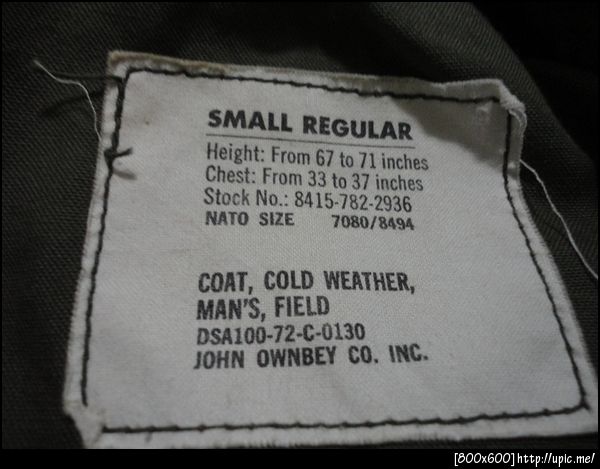 SMALL REGULAR
Height: From 67 to 71 inches
Chest: From 33 to 37 inches
Stock No.: 8415-782-2936
NATO SIZE 7080/8494
COAT, COLD WEATHER,
MAN'S, FIELD
DSA100-72-C-0130
JOHN OWNBEY CO. INC.
[800x600]http://upic.me/